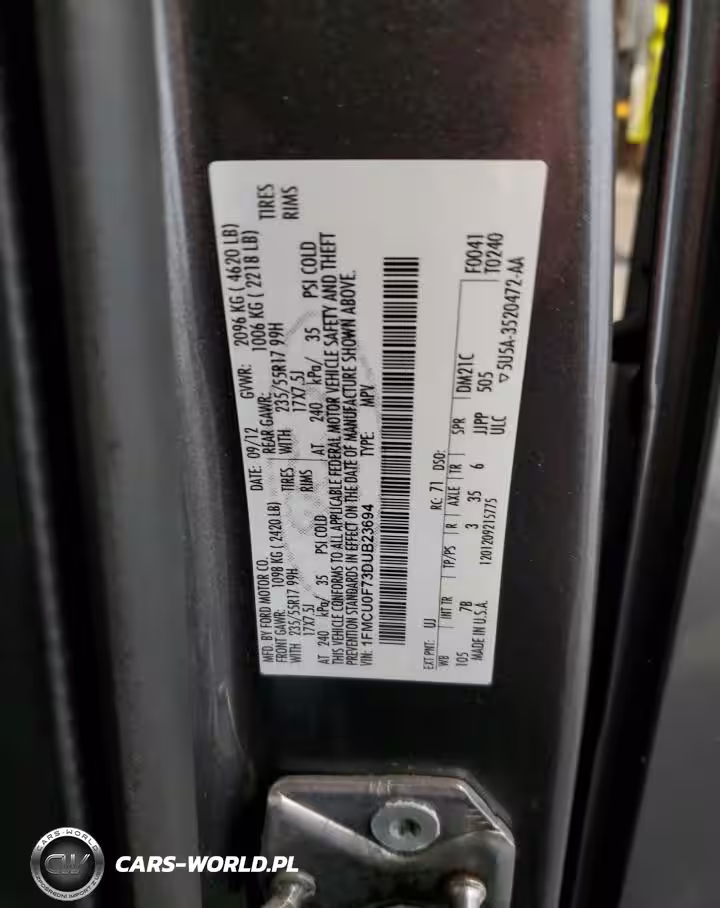 MFD. BY FORD MOTOR CO.
DATE: 09/12 GVWR: 2096 KG ( 4620 LB)
FRONT GAWR: 1098 KG ( 2420 LB) REAR GAWR: 1006 KG ( 2218 LB)
WITH 235/55R17 99H TIRES WITH 235/55R17 99H TIRES
17X7.5J RIMS 17X7.5J RIMS
AT 240 kPa/ 35 PSI COLD AT 240 kPa/ 35 PSI COLD
THIS VEHICLE CONFORMS TO ALL APPLICABLE FEDERAL MOTOR VEHICLE SAFETY AND THEFT
PREVENTION STANDARDS IN EFFECT ON THE DATE OF MANUFACTURE SHOWN ABOVE.
VIN: 1FMCU0F73DUB23694 TYPE: MPV
F0041
EXT PNT: UJ RC: 71 DSO: T0240
WB INT TR TP/PS R AXLE TR SPR DM21C
105 7B 3 35 6 JJPP 505
MADE IN U.S.A. 1201209215775 ULC ▽5U5A-3520472-AA
CW
ZPOŚREDNI IMPORT Z USA
CARS-WORLD.PL